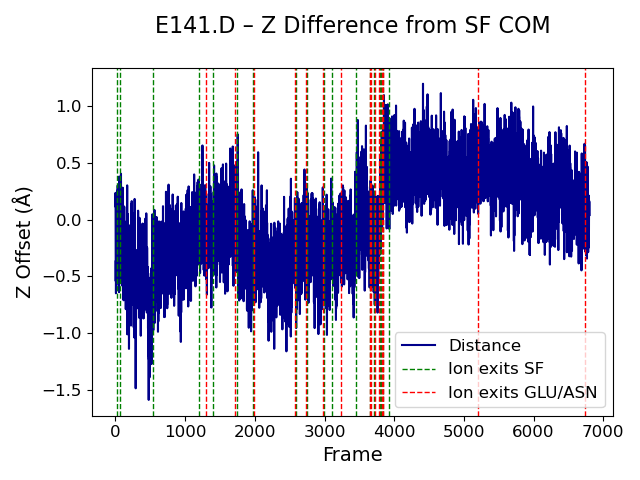 E141.D – Z Difference from SF COM
Z Offset (Å)
1.0
0.5
0.0
−0.5
−1.0
−1.5
Distance
Ion exits SF
Ion exits GLU/ASN
0 1000 2000 3000 4000 5000 6000 7000
Frame